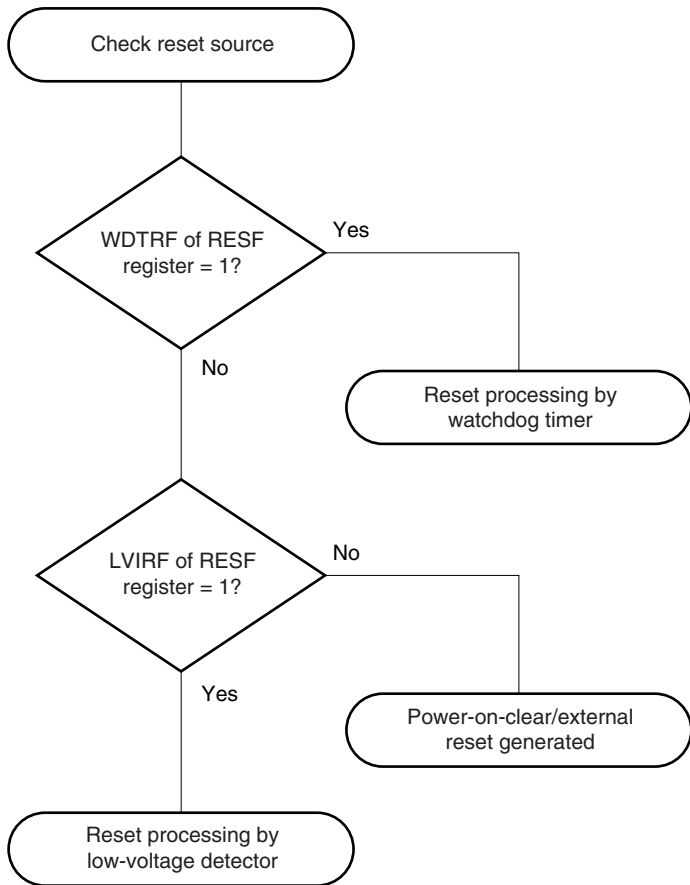 Check reset source
WDTRF of RESF
register = 1?
Yes
No
Reset processing by
watchdog timer
LVIRF of RESF
register = 1?
No
Yes
Power-on-clear/external
reset generated
Reset processing by
low-voltage detector